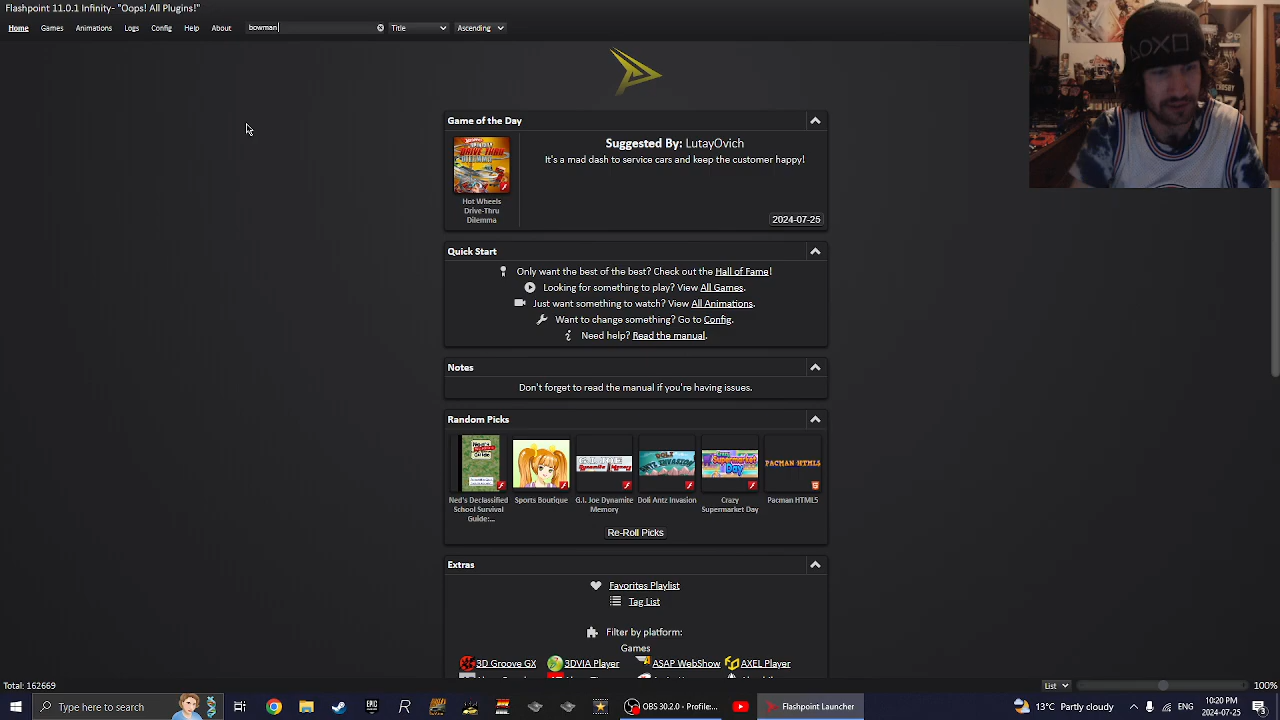 Flashpoint 11.0.1 Infinity- "Oops! All Plugins!"
Home Games Animations Logs Config Help About bowman Title Ascending
Game of the Day
Suggested By: LutayOvich
It's a mad dash to serve cars and keep the customer happy!
Hot Wheels
Drive-Thru
Dilemma
2024-07-25
Quick Start
Only want the best of the best? Check the Hall of Fame!
Looking for something to play? View All Games.
Just want something to watch? View All Animations.
Want to change something? Go to Config.
Need help? Read the manual.
Notes
Don't forget to read the manual if you're having issues.
Random Picks
PACMAN HTML5
Ned's Declassified
School Survival
Guide:...
Sports Boutique
G.I. Joe Dynamite
Memory
Doli Antz Invasion
Crazy
Supermarket Day
Pacman HTML5
Re-Roll Picks
Extras
Favorites Playlist
Genre List
Filter by platform:
Games
3D Groove GX 3DVIA Player ASAP WebShow AXEL Player
Total: 162669
List 100%
Type here to search
EPIC
OBS 30.2.0 - Profile:...
Flashpoint Launcher
13°C Partly cloudy
ENG
10:20 PM
2024-07-25
CROSBY